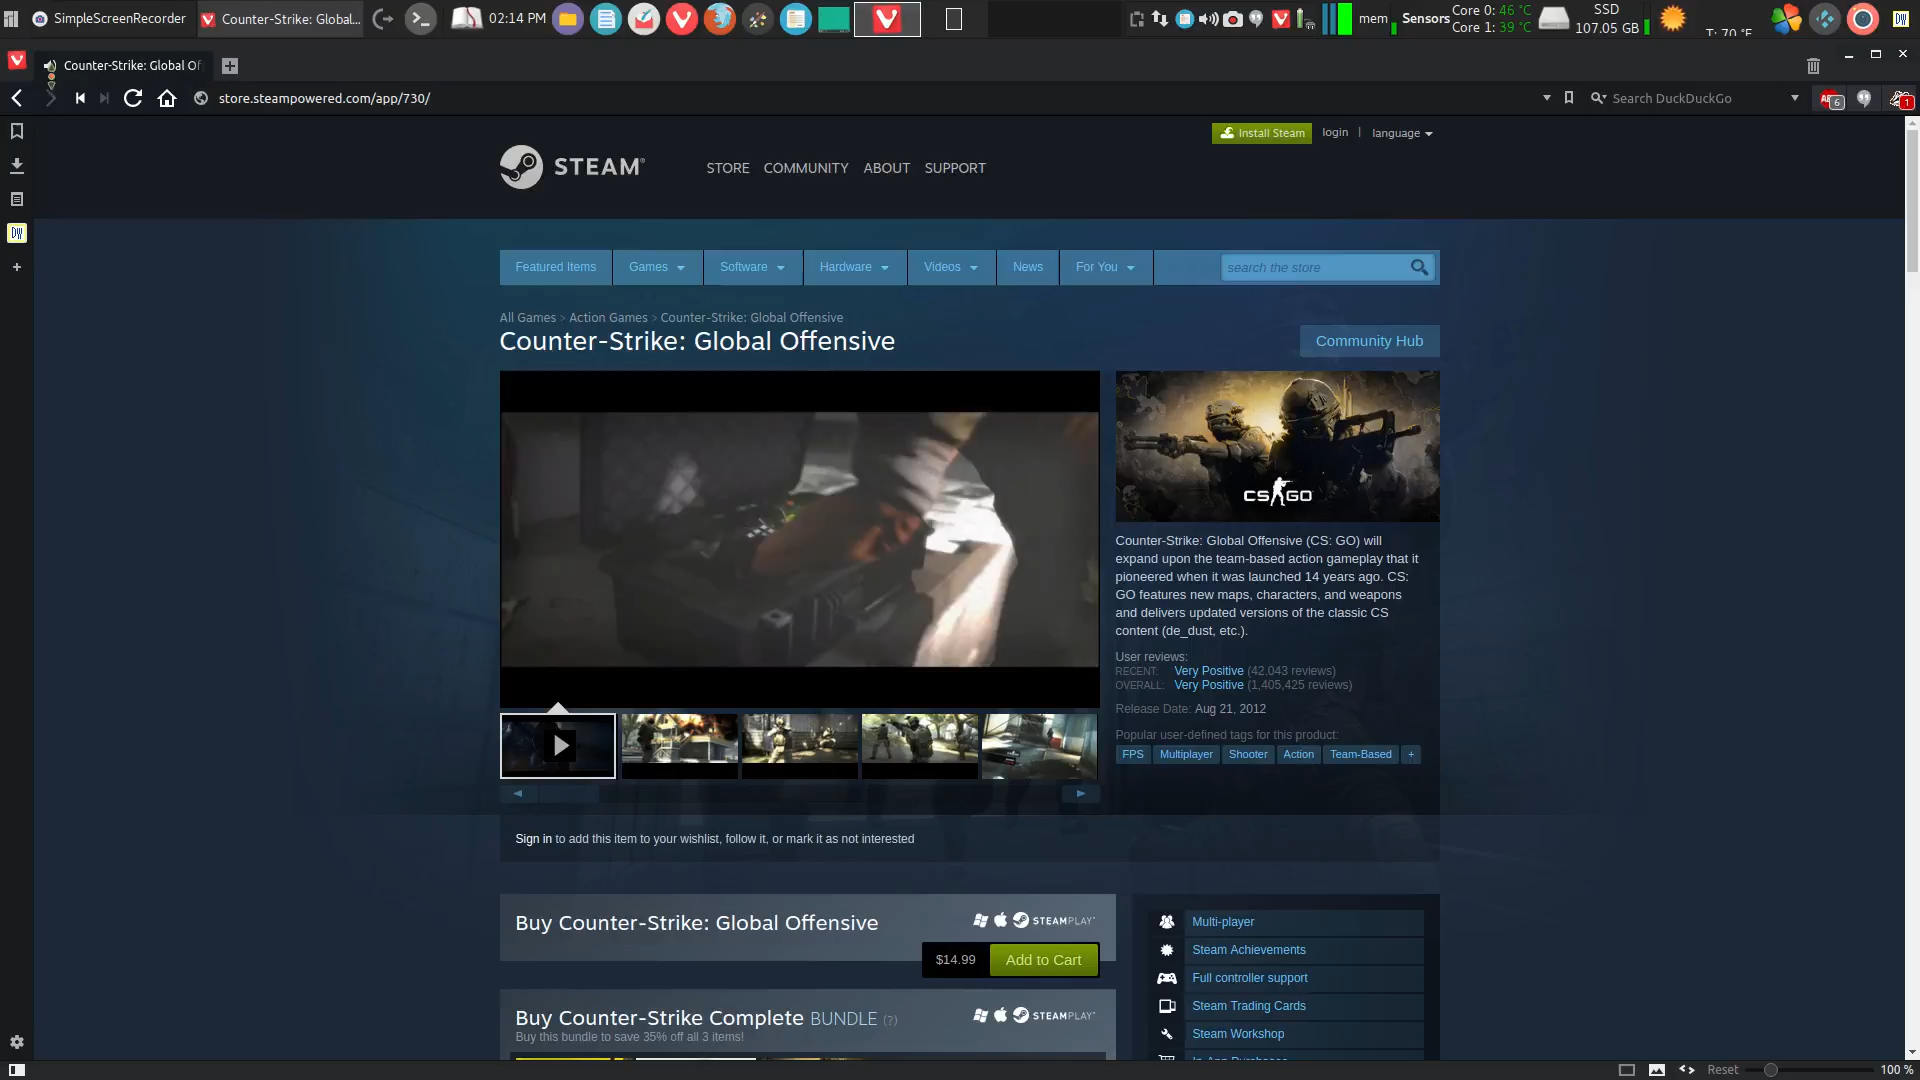 SimpleScreenRecorder
Counter-Strike: Global...
02:14 PM
mem
Sensors
Core 0: 46 °C
Core 1: 39 °C
SSD
107.05 GB
T: 70 °F
DW
Counter-Strike: Global Of
store.steampowered.com/app/730/
Search DuckDuckGo
6
1
DW
Install Steam
login | language
STEAM®
STORE COMMUNITY ABOUT SUPPORT
Featured Items Games Software Hardware Videos News For You search the store
All Games > Action Games > Counter-Strike: Global Offensive
Counter-Strike: Global Offensive
Community Hub
CS GO
Counter-Strike: Global Offensive (CS: GO) will
expand upon the team-based action gameplay that it
pioneered when it was launched 14 years ago. CS:
GO features new maps, characters, and weapons
and delivers updated versions of the classic CS
content (de_dust, etc.).
User reviews:
RECENT: Very Positive (42,043 reviews)
OVERALL: Very Positive (1,405,425 reviews)
Release Date: Aug 21, 2012
Popular user-defined tags for this product:
FPS Multiplayer Shooter Action Team-Based +
Sign in to add this item to your wishlist, follow it, or mark it as not interested
Buy Counter-Strike: Global Offensive
STEAMPLAY
$14.99 Add to Cart
Buy Counter-Strike Complete BUNDLE (?)
STEAMPLAY
Buy this bundle to save 35% off all 3 items!
Multi-player
Steam Achievements
Full controller support
Steam Trading Cards
Steam Workshop
In-App Purchases
Reset
100 %